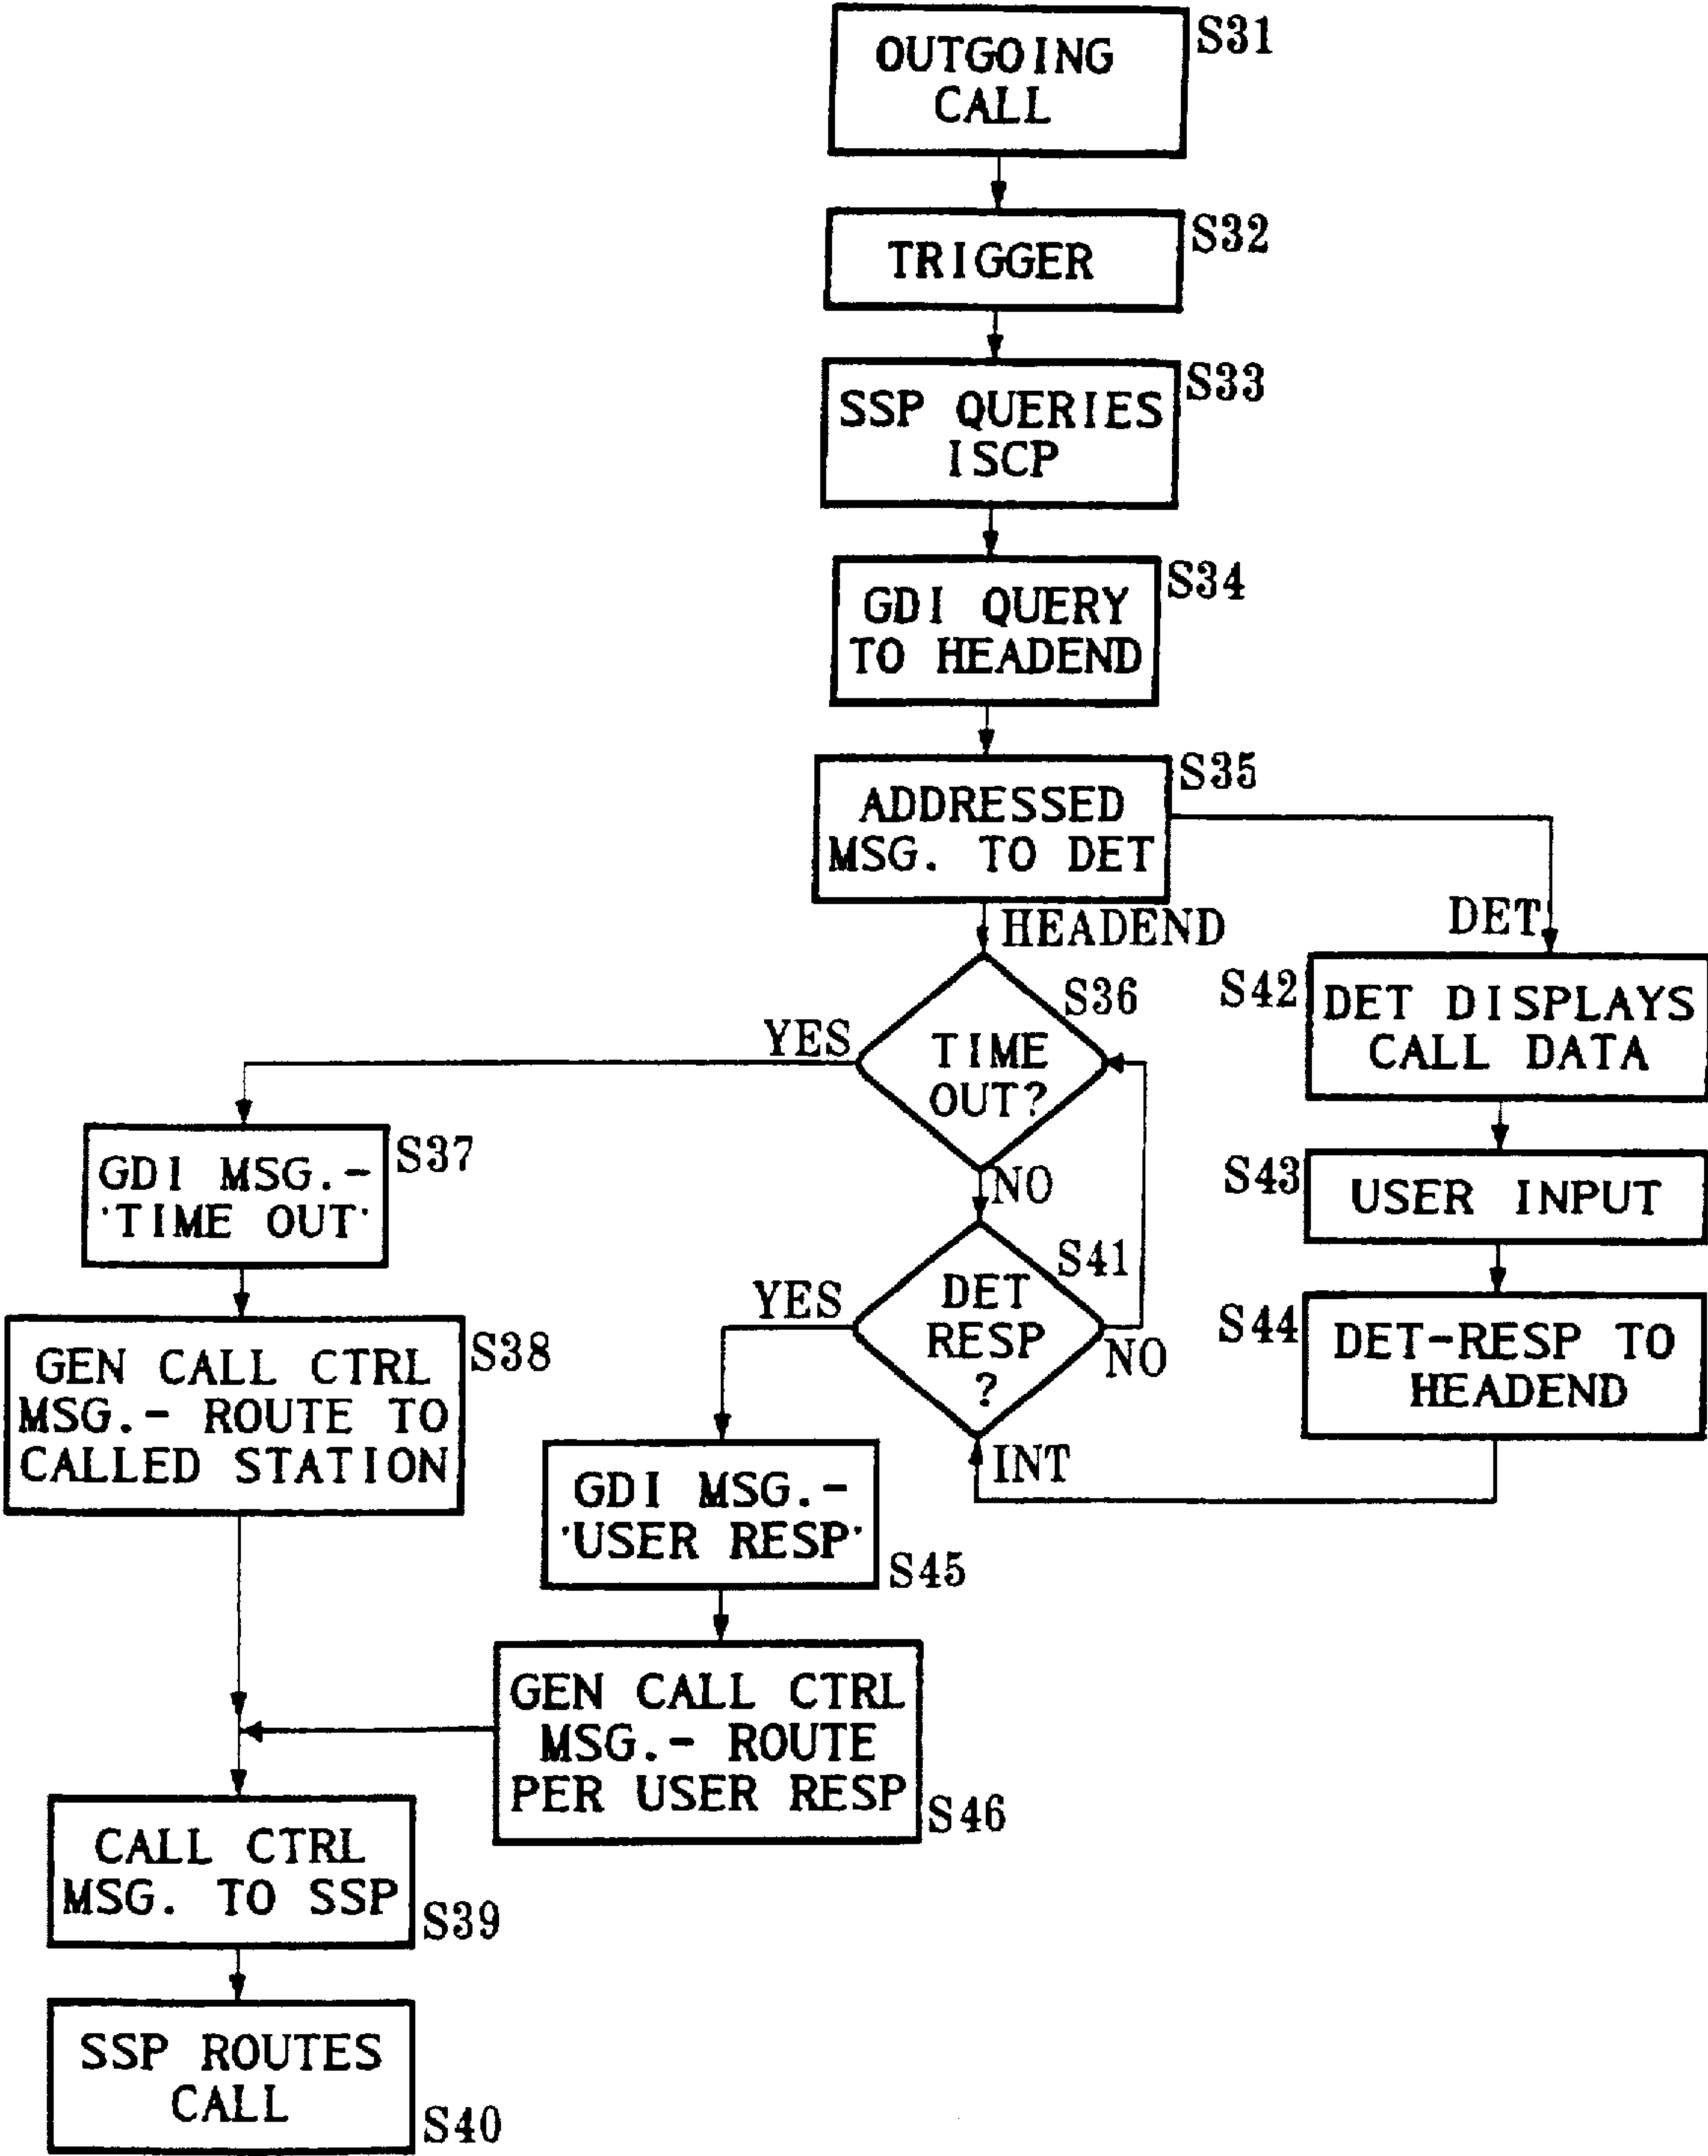 S31
OUTGOING
CALL
S32
TRIGGER
S33
SSP QUERIES
ISCP
S34
GDI QUERY
TO HEADEND
S35
ADDRESSED
MSG. TO DET
HEADEND
DET
S36
TIME
OUT?
YES
NO
S42
DET DISPLAYS
CALL DATA
S37
GDI MSG.-
'TIME OUT'
S43
USER INPUT
S41
DET
RESP
?
YES
NO
INT
S44
DET-RESP TO
HEADEND
S38
GEN CALL CTRL
MSG.- ROUTE TO
CALLED STATION
GDI MSG.-
'USER RESP'
S45
GEN CALL CTRL
MSG.- ROUTE
PER USER RESP
S46
CALL CTRL
MSG. TO SSP
S39
SSP ROUTES
CALL
S40